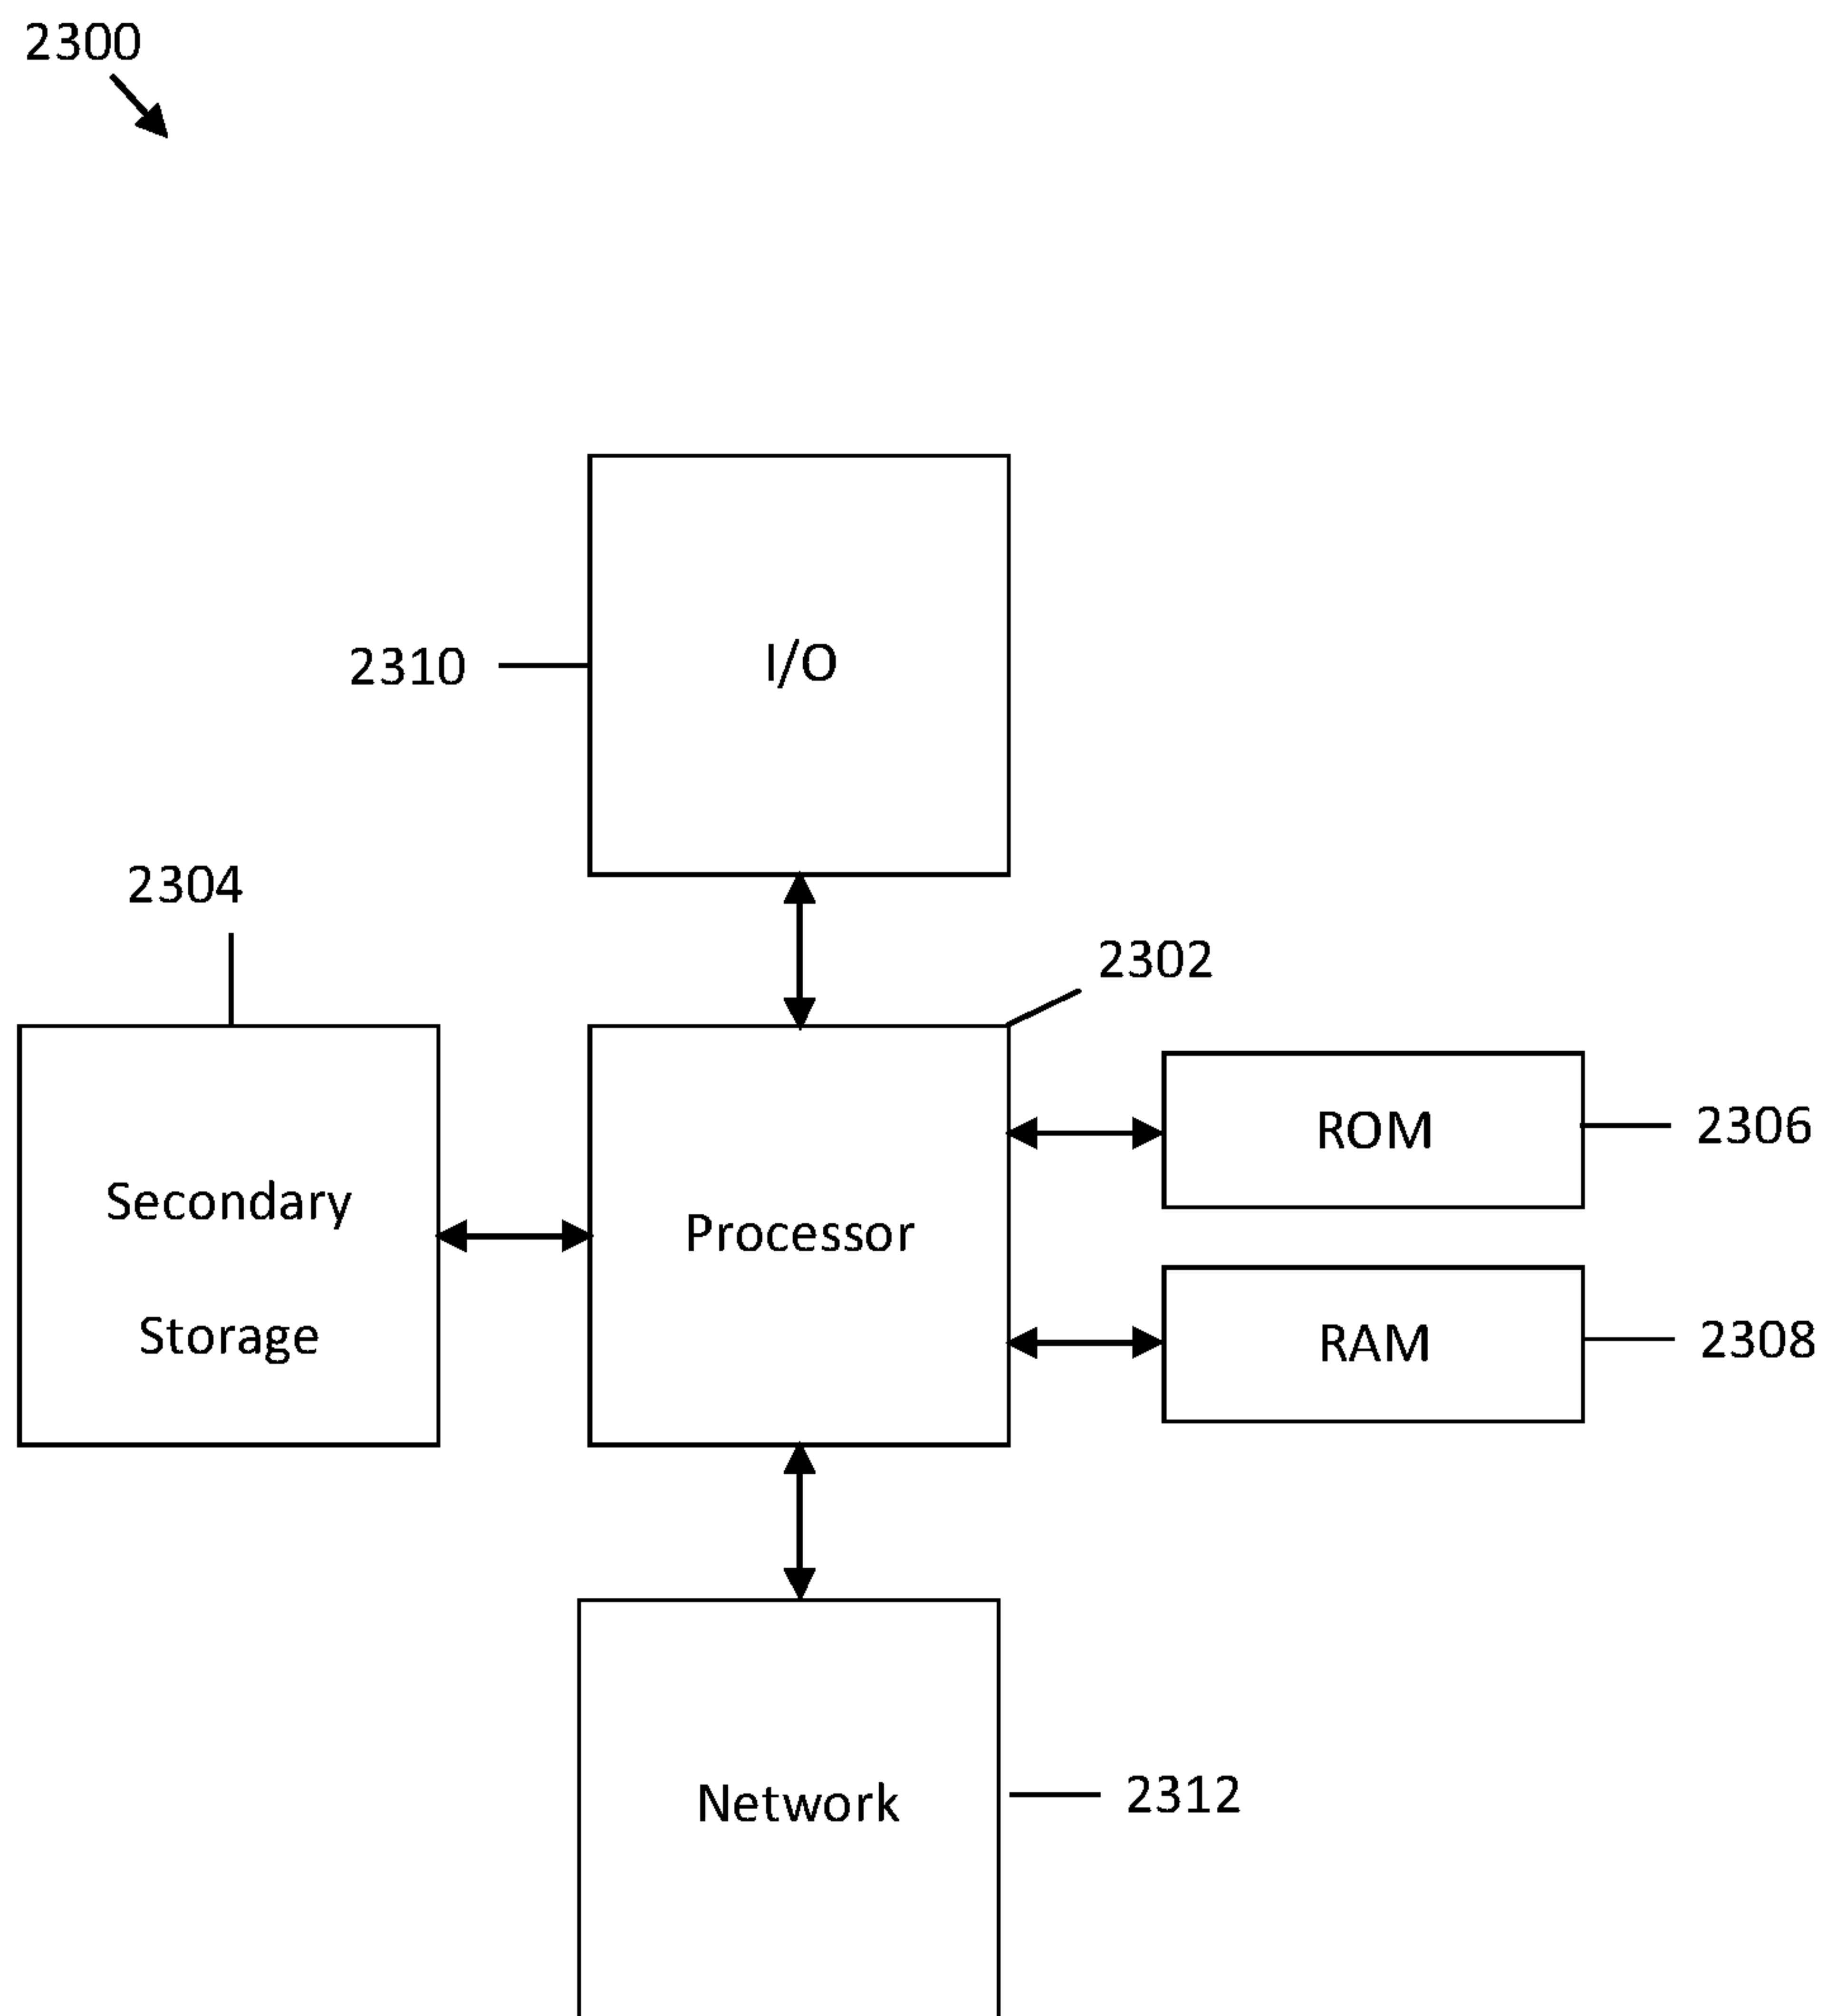 2300
2310
I/O
2304
2302
Secondary
Storage
Processor
ROM
2306
RAM
2308
Network
2312